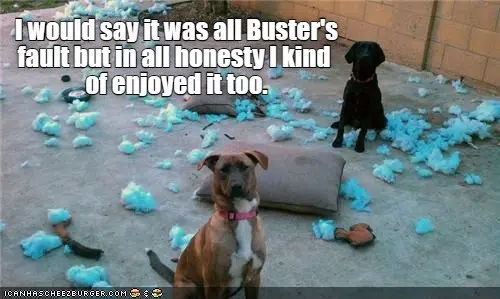 I would say it was all Buster's
fault but in all honesty I kind
of enjoyed it too.
ICANHASCHEEZBURGER.COM